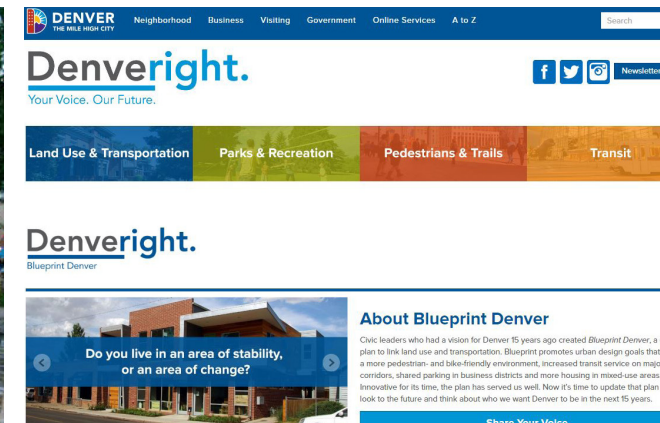 DENVER
THE MILE HIGH CITY
Neighborhood Business Visiting Government Online Services A to Z
Search
Denveright.
Your Voice. Our Future.
Newsletter
Land Use & Transportation Parks & Recreation Pedestrians & Trails Transit
Denveright.
Blueprint Denver
Do you live in an area of stability,
or an area of change?
About Blueprint Denver
Civic leaders who had a vision for Denver 15 years ago created Blueprint Denver, a
plan to link land use and transportation. Blueprint promotes urban design goals that
a more pedestrian- and bike-friendly environment, increased transit service on majo
corridors, shared parking in business districts and more housing in mixed-use areas
Innovative for its time, the plan has served us well. Now it's time to update that plan
look to the future and think about who we want Denver to be in the next 15 years.
Share Your Voice